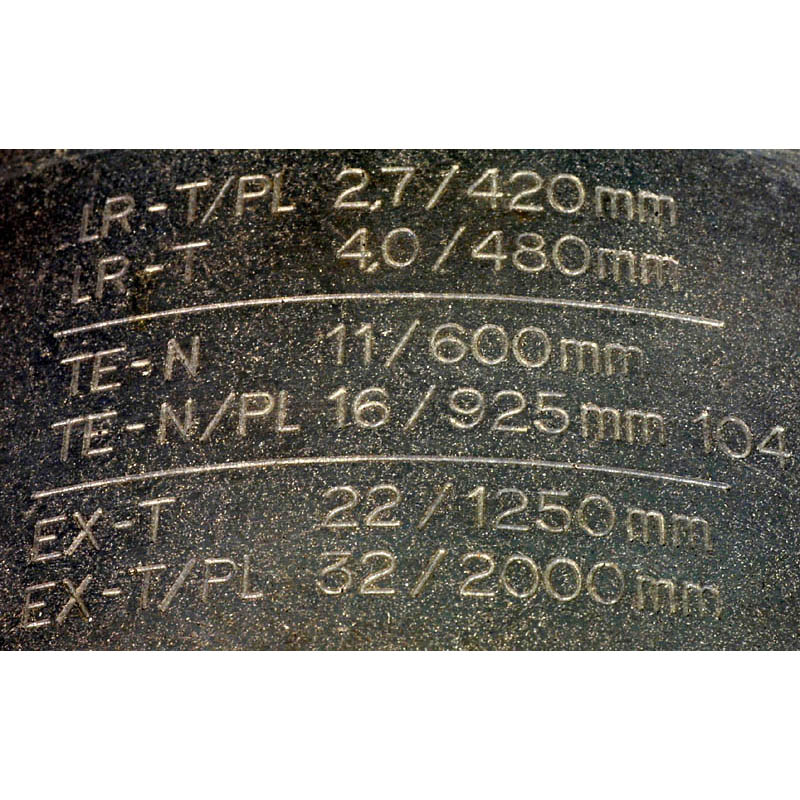 LR-T/PL 2,7/420mm
LR-T 4,0/480mm
TE-N 11/600mm
TE-N/PL 16/925mm 104
EX-T 22/1250mm
EX-T/PL 32/2000mm